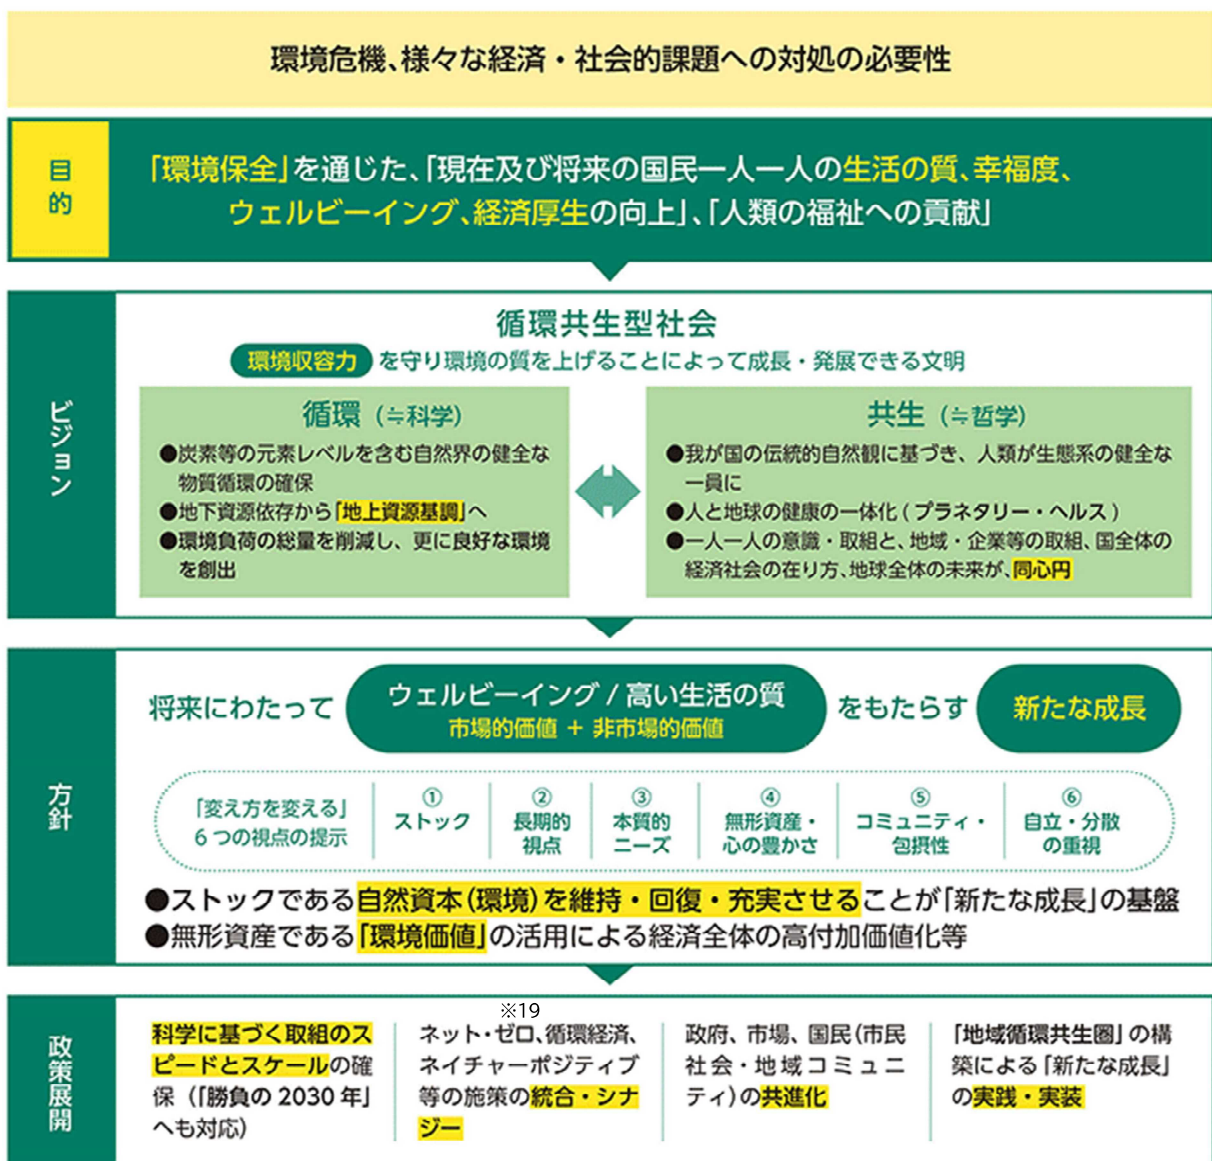 環境危機、様々な経済・社会的課題への対処の必要性
目的
「環境保全」を通じた、「現在及び将来の国民一人一人の生活の質、幸福度、
ウェルビーイング、経済厚生の向上」、「人類の福祉への貢献」
ビジョン
循環共生型社会
環境収容力 を守り環境の質を上げることによって成長・発展できる文明
循環（≒科学）
●炭素等の元素レベルを含む自然界の健全な
物質循環の確保
●地下資源依存から「地上資源基調」へ
●環境負荷の総量を削減し、更に良好な環境
を創出
共生（≒哲学）
●我が国の伝統的自然観に基づき、人類が生態系の健全な
一員に
●人と地球の健康の一体化（プラネタリー・ヘルス）
●一人一人の意識・取組と、地域・企業等の取組、国全体の
経済社会の在り方、地球全体の未来が、同心円
方針
将来にわたって ウェルビーイング / 高い生活の質 をもたらす 新たな成長
市場的価値 + 非市場的価値
「変え方を変える」
6つの視点の提示
①
ストック
②
長期的
視点
③
本質的
ニーズ
④
無形資産・
心の豊かさ
⑤
コミュニティ・
包摂性
⑥
自立・分散
の重視
●ストックである自然資本（環境）を維持・回復・充実させることが「新たな成長」の基盤
●無形資産である「環境価値」の活用による経済全体の高付加価値化等
政策展開
科学に基づく取組のス
ピードとスケールの確
保（「勝負の2030年」
へも対応）
※19
ネット・ゼロ、循環経済、
ネイチャーポジティブ
等の施策の統合・シナ
ジー
政府、市場、国民（市民
社会・地域コミュニ
ティ）の共進化
「地域循環共生圏」の構
築による「新たな成長」
の実践・実装